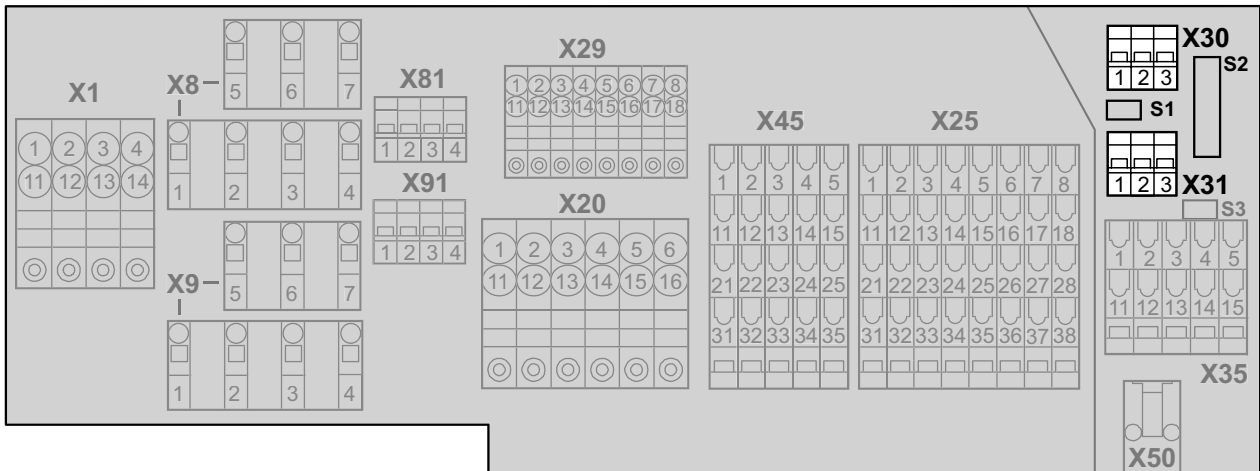 X1
1 2 3 4
11 12 13 14
X8
5 6 7
1 2 3 4
X9
5 6 7
1 2 3 4
X81
1 2 3 4
X91
1 2 3 4
X29
1 2 3 4 5 6 7 8
11 12 13 14 15 16 17 18
X20
1 2 3 4 5 6
11 12 13 14 15 16
X45
1 2 3 4 5
11 12 13 14 15
21 22 23 24 25
31 32 33 34 35
X25
1 2 3 4 5 6 7 8
11 12 13 14 15 16 17 18
21 22 23 24 25 26 27 28
31 32 33 34 35 36 37 38
X30
1 2 3
S2
S1
1 2 3
X31
S3
1 2 3 4 5
11 12 13 14 15
X35
X50